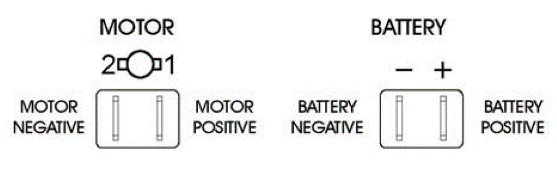 MOTOR
BATTERY
2 1
− +
MOTOR
NEGATIVE
MOTOR
POSITIVE
BATTERY
NEGATIVE
BATTERY
POSITIVE